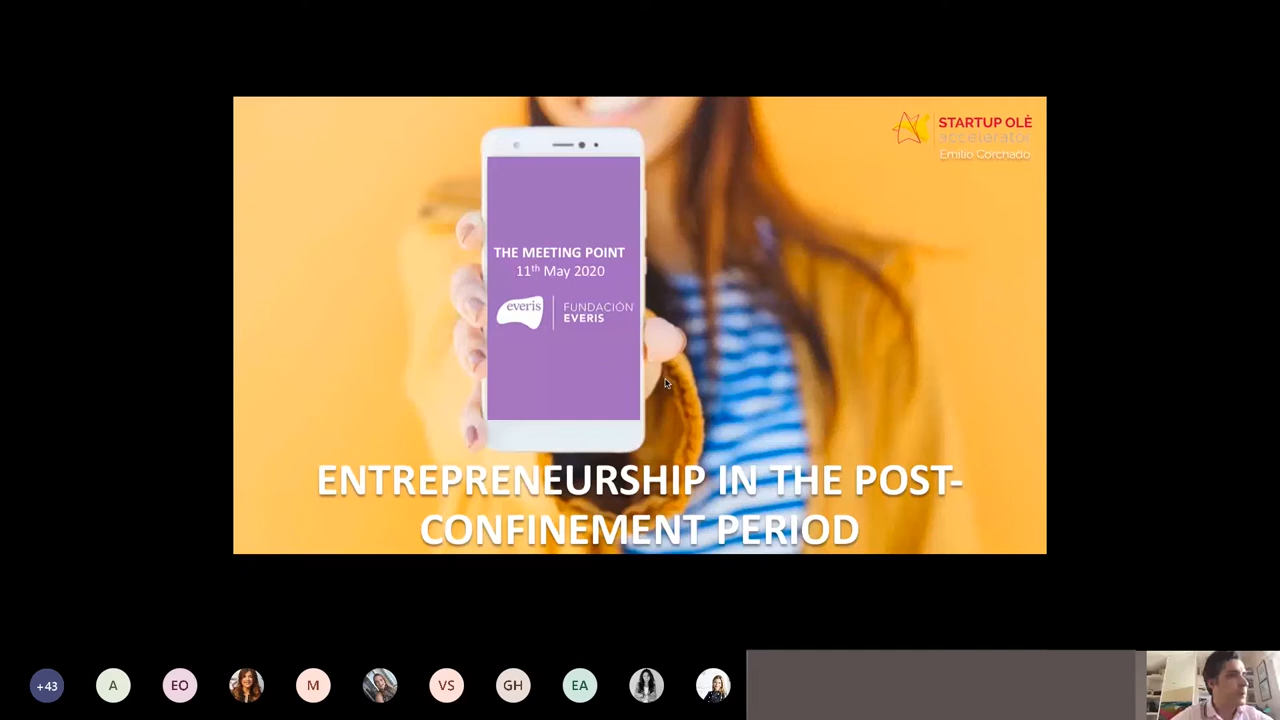 STARTUP OLÉ
accelerator
Emilio Corchado
THE MEETING POINT
11th May 2020
everis
FUNDACIÓN
EVERIS
ENTREPRENEURSHIP IN THE POST-
CONFINEMENT PERIOD
+43
A
EO
M
VS
GH
EA